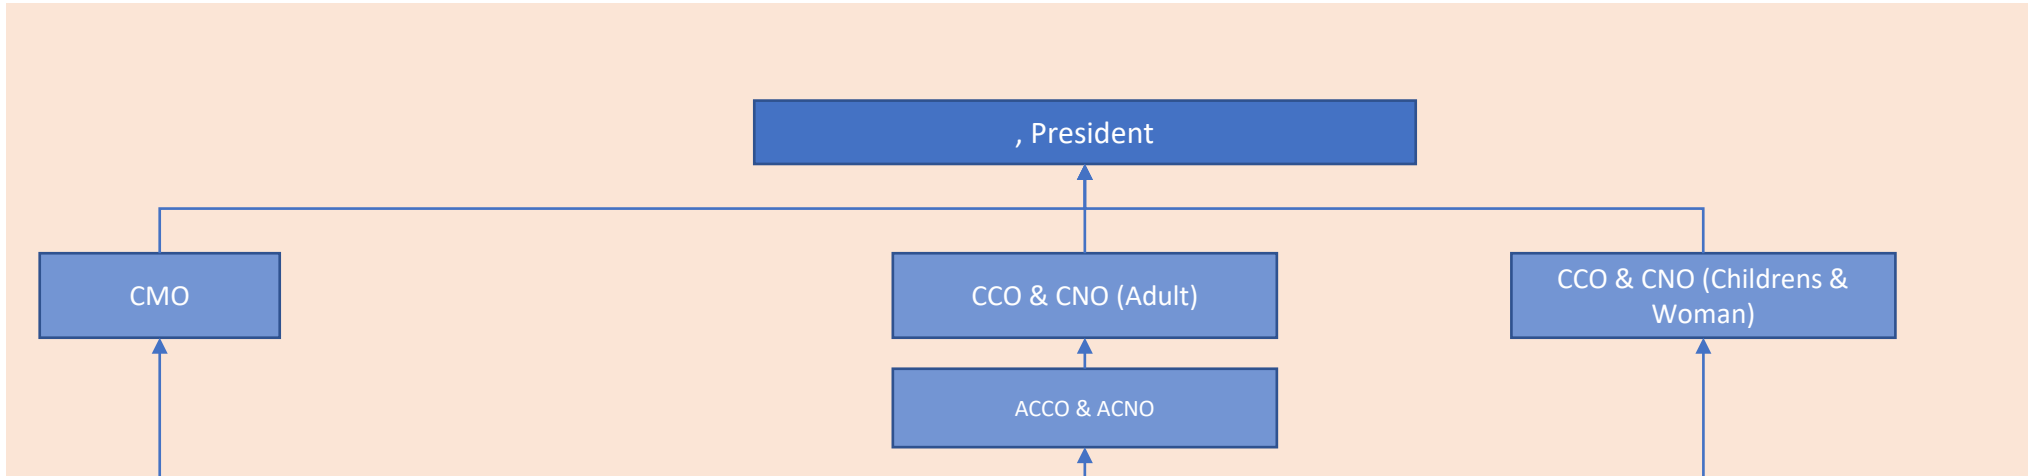 , President
CMO
CCO & CNO (Adult)
CCO & CNO (Childrens &
Woman)
ACCO & ACNO